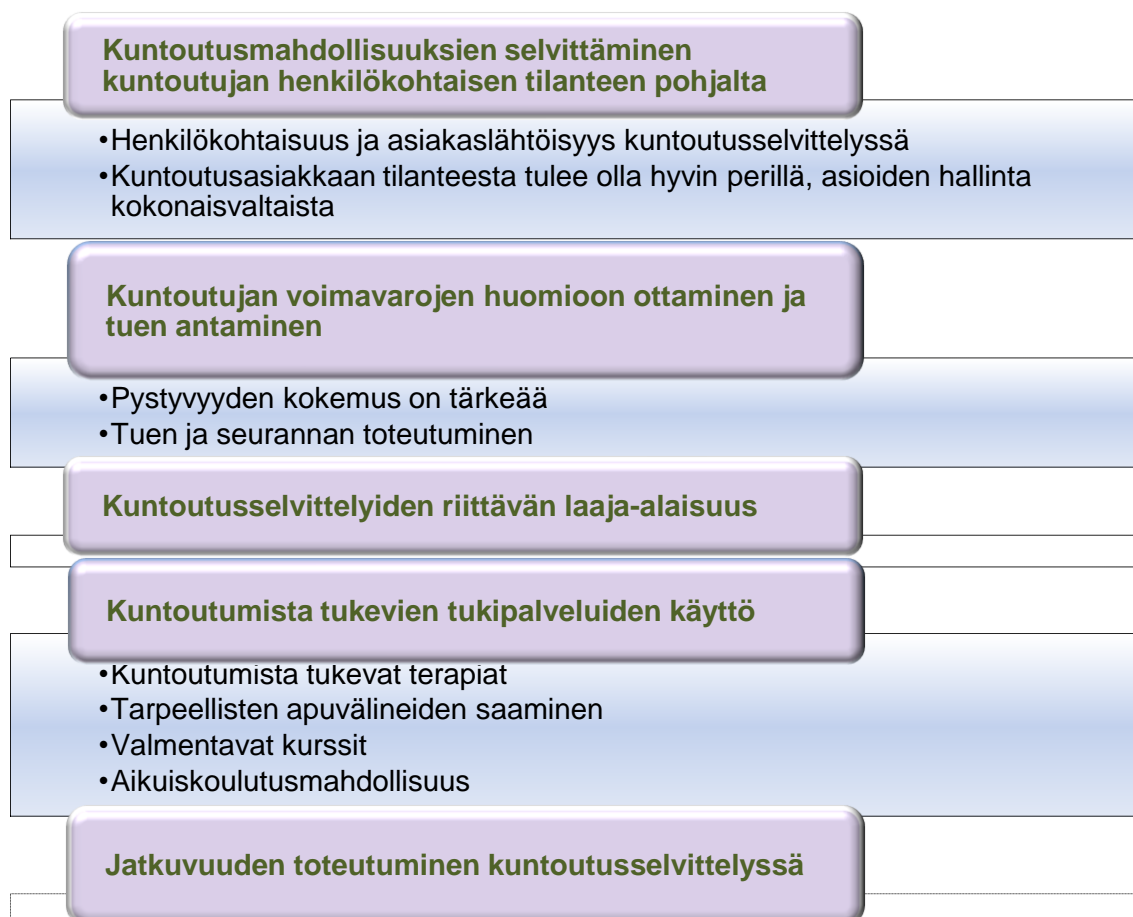 Kuntoutusmahdollisuuksien selvittäminen
kuntoutujan henkilökohtaisen tilanteen pohjalta
•Henkilökohtaisuus ja asiakaslähtöisyys kuntoutusselvittelyssä
•Kuntoutusasiakkaan tilanteesta tulee olla hyvin perillä, asioiden hallinta
kokonaisvaltaista
Kuntoutujan voimavarojen huomioon ottaminen ja
tuen antaminen
•Pystyvyyden kokemus on tärkeää
•Tuen ja seurannan toteutuminen
Kuntoutusselvittelyiden riittävän laaja-alaisuus
Kuntoutumista tukevien tukipalveluiden käyttö
•Kuntoutumista tukevat terapiat
•Tarpeellisten apuvälineiden saaminen
•Valmentavat kurssit
•Aikuiskoulutusmahdollisuus
Jatkuvuuden toteutuminen kuntoutusselvittelyssä